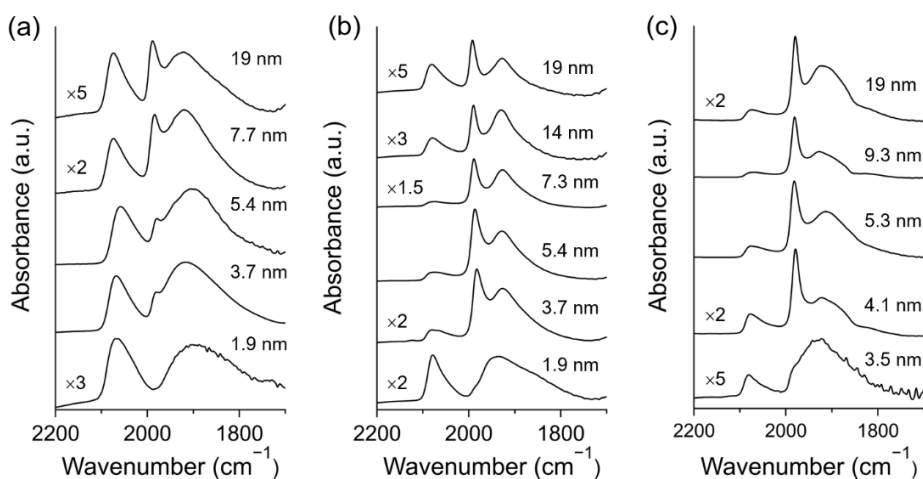 (a)
19 nm
×5
7.7 nm
×2
5.4 nm
3.7 nm
1.9 nm
×3
Absorbance (a.u.)
2200 2000 1800
Wavenumber (cm⁻¹)
(b)
19 nm
×5
14 nm
×3
7.3 nm
×1.5
5.4 nm
3.7 nm
×2
1.9 nm
×2
Absorbance (a.u.)
2200 2000 1800
Wavenumber (cm⁻¹)
(c)
19 nm
×2
9.3 nm
5.3 nm
4.1 nm
×2
3.5 nm
×5
Absorbance (a.u.)
2200 2000 1800
Wavenumber (cm⁻¹)